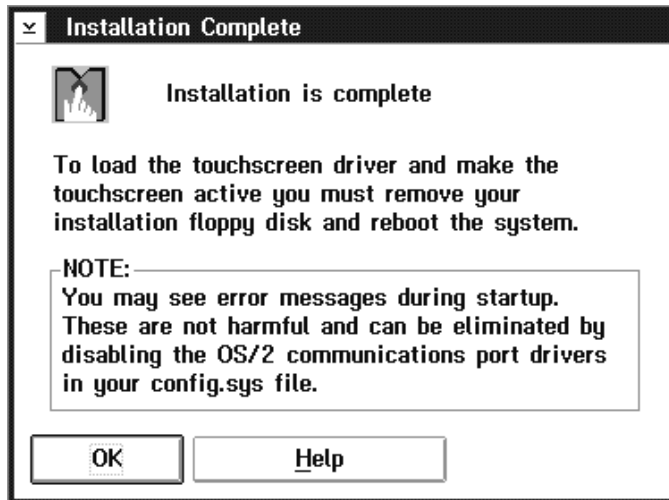 Installation Complete
Installation is complete
To load the touchscreen driver and make the
touchscreen active you must remove your
installation floppy disk and reboot the system.
NOTE:
You may see error messages during startup.
These are not harmful and can be eliminated by
disabling the OS/2 communications port drivers
in your config.sys file.
OK
Help